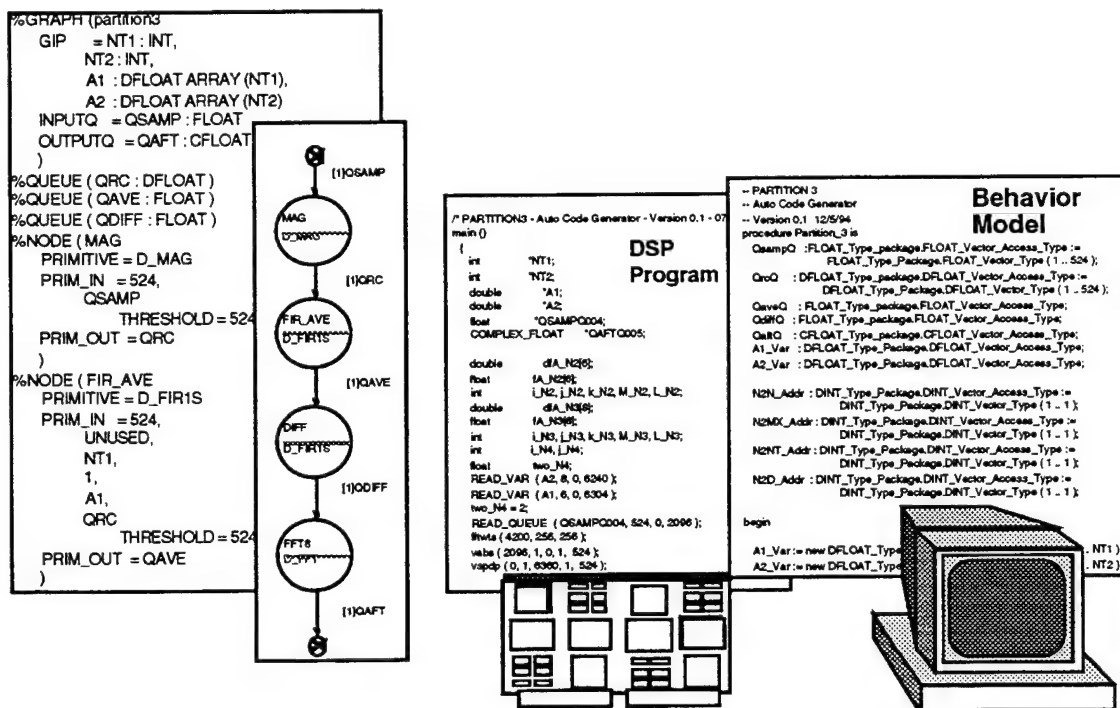 %GRAPH (partition3
GIP = NT1 : INT,
NT2 : INT,
A1 : DFLOAT ARRAY (NT1),
A2 : DFLOAT ARRAY (NT2)
INPUTQ = QSAMP : FLOAT
OUTPUTQ = QAFT : CFLOAT
)
%QUEUE ( QRC : DFLOAT )
%QUEUE ( QAVE : FLOAT )
%QUEUE ( QDIFF : FLOAT )
%NODE ( MAG
PRIMITIVE = D_MAG
PRIM_IN = 524,
QSAMP
THRESHOLD = 524
PRIM_OUT = QRC
)
%NODE ( FIR_AVE
PRIMITIVE = D_FIR1S
PRIM_IN = 524,
UNUSED,
NT1,
1,
A1,
QRC
THRESHOLD = 524
PRIM_OUT = QAVE
)
[1]QSAMP
MAG
D_MAG
[1]QRC
FIR_AVE
D_FIR1S
[1]QAVE
DIFF
D_FIR1S
[1]QDIFF
FFT6
D_FFT
[1]QAFT
/* PARTITION3 - Auto Code Generator - Version 0.1 - 07
main ()
{
DSP
Program
int *NT1;
int *NT2;
double *A1;
double *A2;
float *QSAMPQ004;
COMPLEX_FLOAT *QAFTQ005;
double dfA_N2[6];
float fA_N2[6];
int i_N2, j_N2, k_N2, M_N2, L_N2;
double dfA_N3[8];
float fA_N3[8];
int i_N3, j_N3, k_N3, M_N3, L_N3;
int i_N4, j_N4;
float two_N4;
READ_VAR ( A2, 8, 0, 6240 );
READ_VAR ( A1, 6, 0, 6304 );
two_N4 = 2;
READ_QUEUE ( QSAMPQ004, 524, 0, 2096 );
fftwts ( 4200, 256, 256 );
vabs ( 2096, 1, 0, 1, 524 );
vspdp ( 0, 1, 6360, 1, 524 );
-- PARTITION 3
-- Auto Code Generator
-- Version 0.1 12/5/94
procedure Partition_3 is
Behavior
Model
QsampQ : FLOAT_Type_package.FLOAT_Vector_Access_Type :=
FLOAT_Type_Package.FLOAT_Vector_Type ( 1 .. 524 );
QrcQ : DFLOAT_Type_package.DFLOAT_Vector_Access_Type :=
DFLOAT_Type_Package.DFLOAT_Vector_Type ( 1 .. 524 );
QaveQ : FLOAT_Type_package.FLOAT_Vector_Access_Type;
QdiffQ : FLOAT_Type_package.FLOAT_Vector_Access_Type;
QaftQ : CFLOAT_Type_package.CFLOAT_Vector_Access_Type;
A1_Var : DFLOAT_Type_Package.DFLOAT_Vector_Access_Type;
A2_Var : DFLOAT_Type_Package.DFLOAT_Vector_Access_Type;
N2N_Addr : DINT_Type_Package.DINT_Vector_Access_Type :=
DINT_Type_Package.DINT_Vector_Type ( 1 .. 1 );
N2MX_Addr : DINT_Type_Package.DINT_Vector_Access_Type :=
DINT_Type_Package.DINT_Vector_Type ( 1 .. 1 );
N2NT_Addr : DINT_Type_Package.DINT_Vector_Access_Type :=
DINT_Type_Package.DINT_Vector_Type ( 1 .. 1 );
N2D_Addr : DINT_Type_Package.DINT_Vector_Access_Type :=
DINT_Type_Package.DINT_Vector_Type ( 1 .. 1 );
begin
A1_Var := new DFLOAT_Type . NT1 )
A2_Var := new DFLOAT_Type . NT2 )